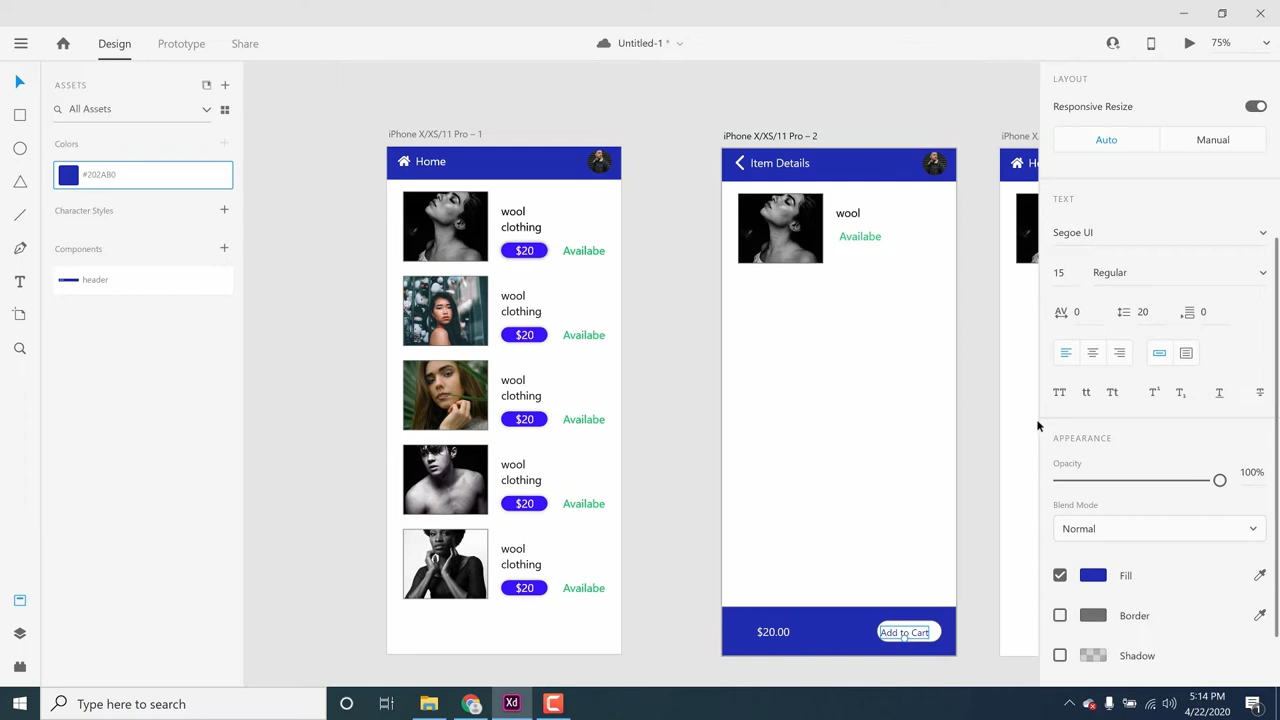 Design
Prototype
Share
Untitled-1 *
75%
ASSETS
All Assets
Colors
#202AB0
Character Styles
Components
header
iPhone X/XS/11 Pro – 1
Home
wool
clothing
$20
Availabe
wool
clothing
$20
Availabe
wool
clothing
$20
Availabe
wool
clothing
$20
Availabe
wool
clothing
$20
Availabe
iPhone X/XS/11 Pro – 2
Item Details
wool
Availabe
$20.00
Add to Cart
iPhone X
LAYOUT
Responsive Resize
Auto
Manual
TEXT
Segoe UI
15
Regular
AV 0
20
0
TT
tt
Tt
T¹
T₁
T
T
APPEARANCE
Opacity
100%
Blend Mode
Normal
Fill
Border
Shadow
Type here to search
Xd
5:14 PM
4/22/2020